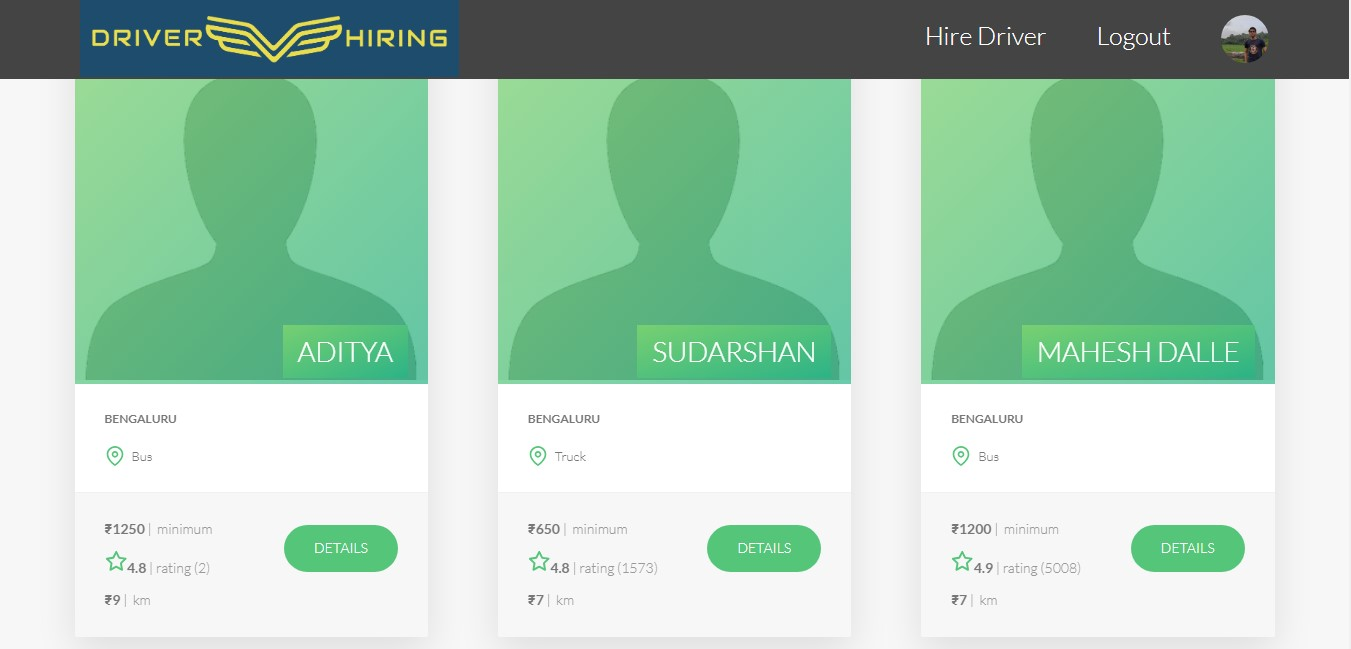 DRIVER HIRING
Hire Driver
Logout
ADITYA
BENGALURU
Bus
₹1250 | minimum
4.8 | rating (2)
₹9 | km
DETAILS
SUDARSHAN
BENGALURU
Truck
₹650 | minimum
4.8 | rating (1573)
₹7 | km
DETAILS
MAHESH DALLE
BENGALURU
Bus
₹1200 | minimum
4.9 | rating (5008)
₹7 | km
DETAILS